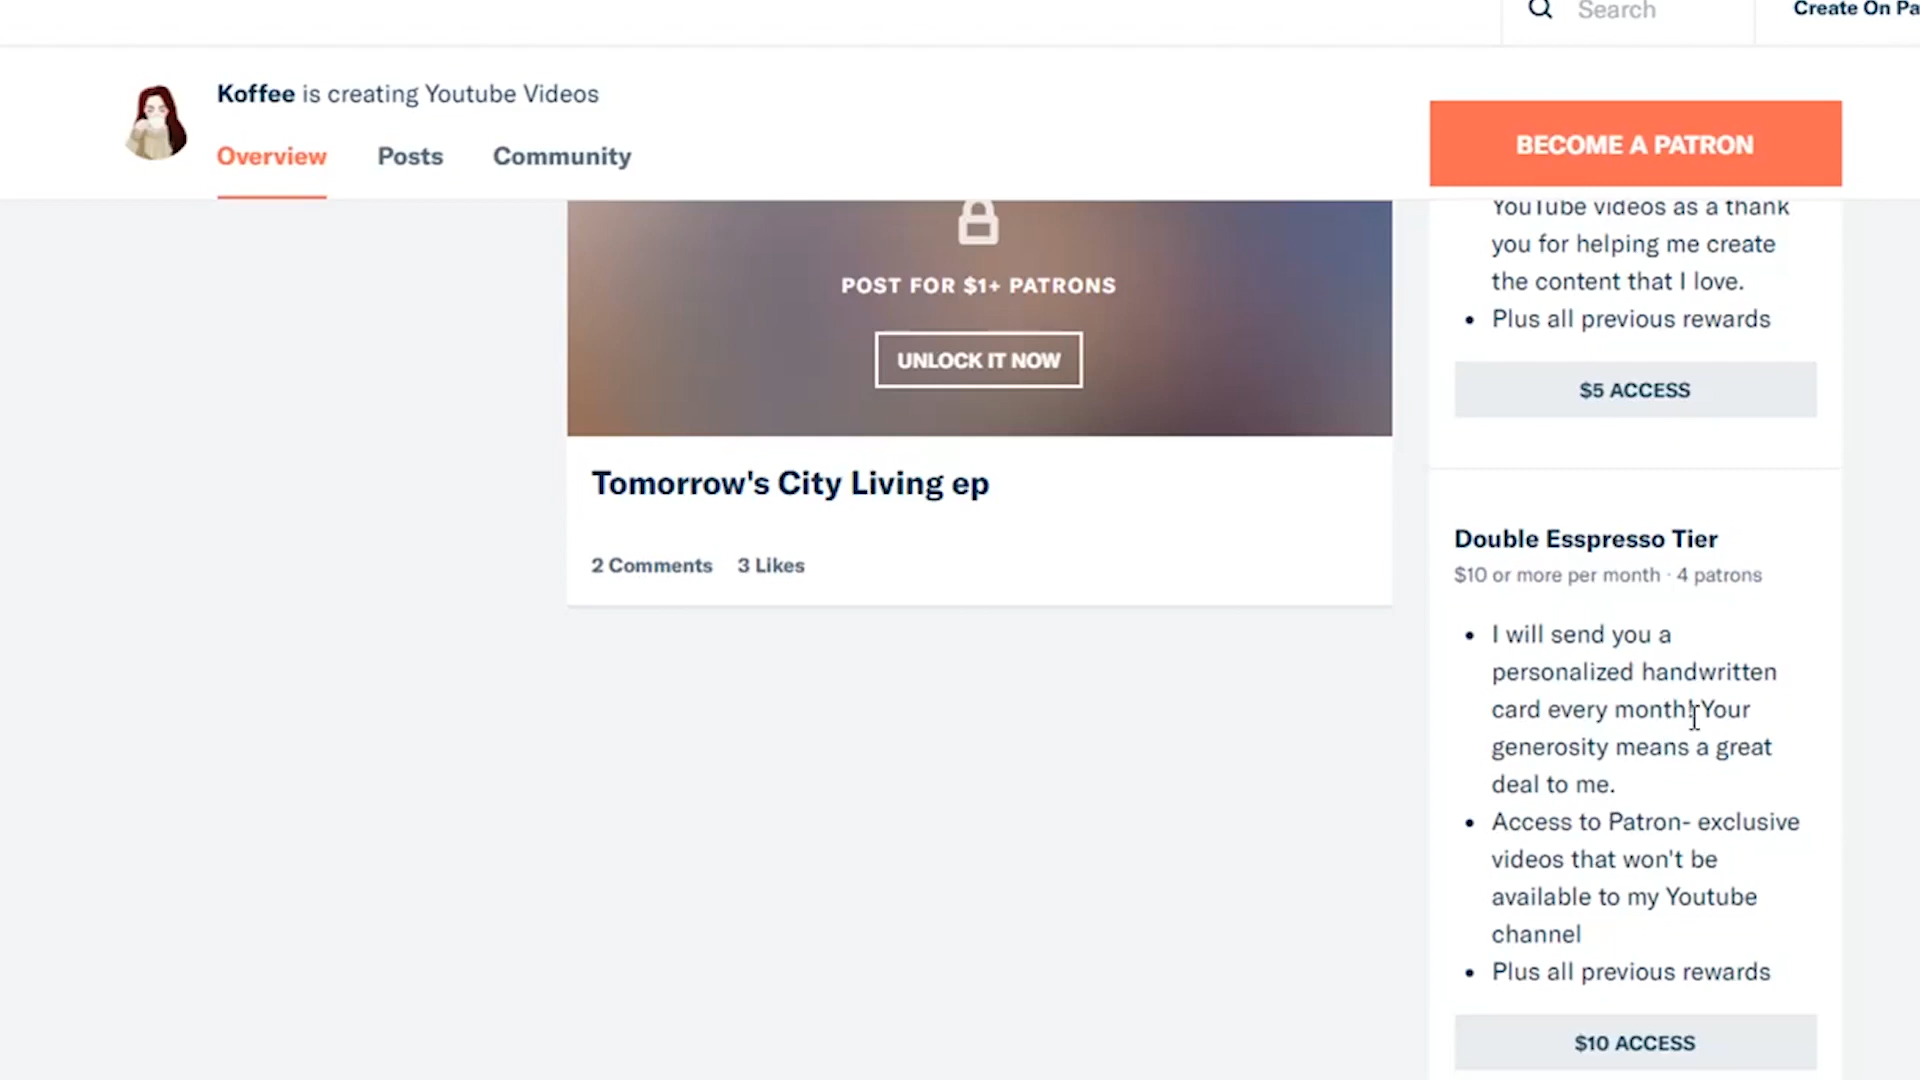 Search
Create On Pa
Koffee is creating Youtube Videos
Overview
Posts
Community
BECOME A PATRON
POST FOR $1+ PATRONS
UNLOCK IT NOW
Tomorrow's City Living ep
2 Comments 3 Likes
YouTube videos as a thank
you for helping me create
the content that I love.
Plus all previous rewards
$5 ACCESS
Double Esspresso Tier
$10 or more per month · 4 patrons
I will send you a
personalized handwritten
card every month! Your
generosity means a great
deal to me.
Access to Patron- exclusive
videos that won't be
available to my Youtube
channel
Plus all previous rewards
$10 ACCESS